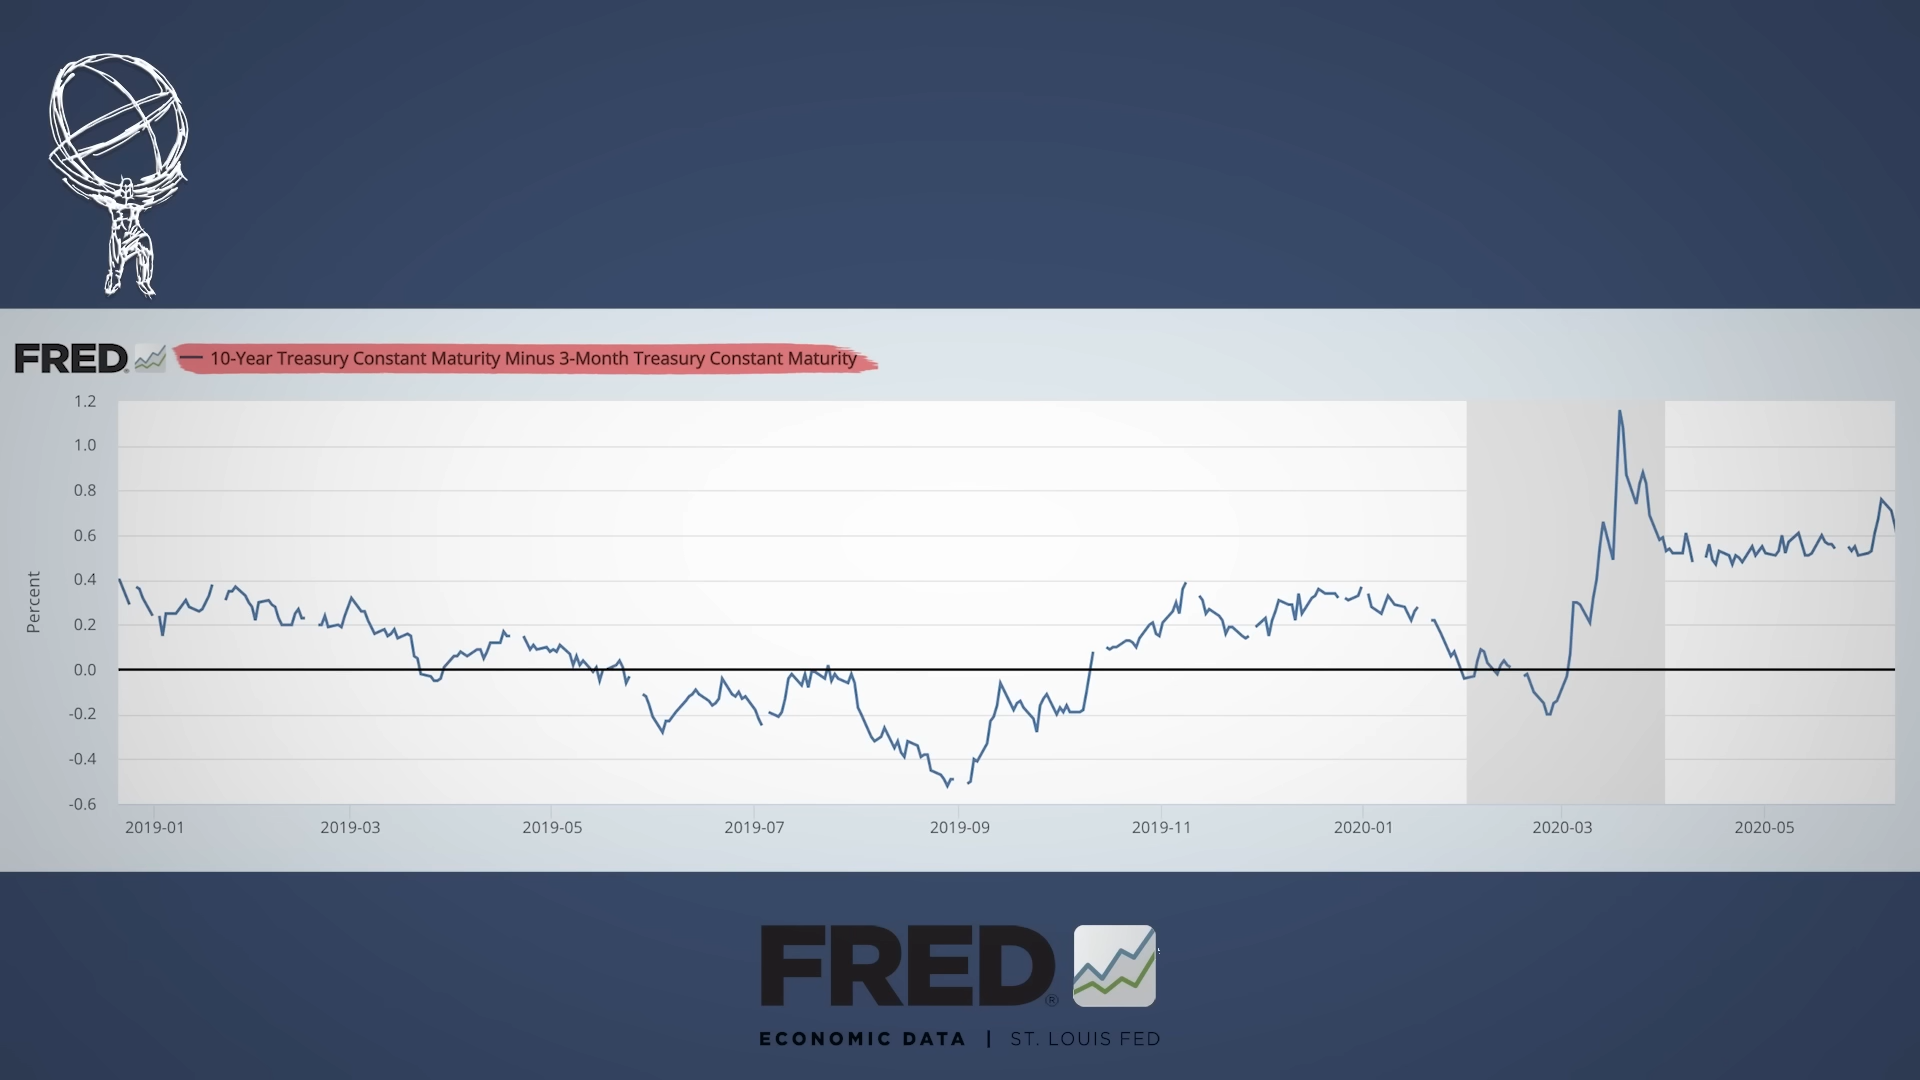 FRED® — 10-Year Treasury Constant Maturity Minus 3-Month Treasury Constant Maturity
1.2
1.0
0.8
0.6
0.4
0.2
0.0
-0.2
-0.4
-0.6
Percent
2019-01 2019-03 2019-05 2019-07 2019-09 2019-11 2020-01 2020-03 2020-05
FRED®
ECONOMIC DATA | ST. LOUIS FED